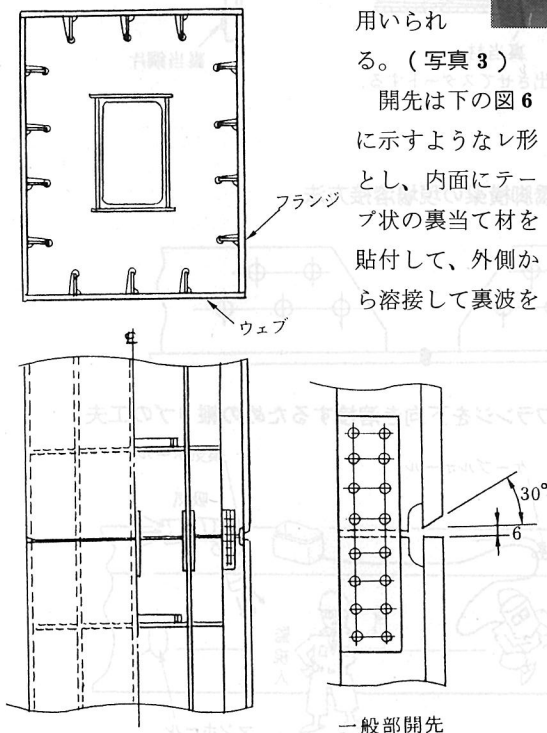 用いられ
る。(写真3)
開先は下の図6
に示すようなレ形
とし、内面にテー
プ状の裏当て材を
貼付して、外側か
ら溶接して裏波を
フランジ
ウェブ
℄
30°
6
一般部開先